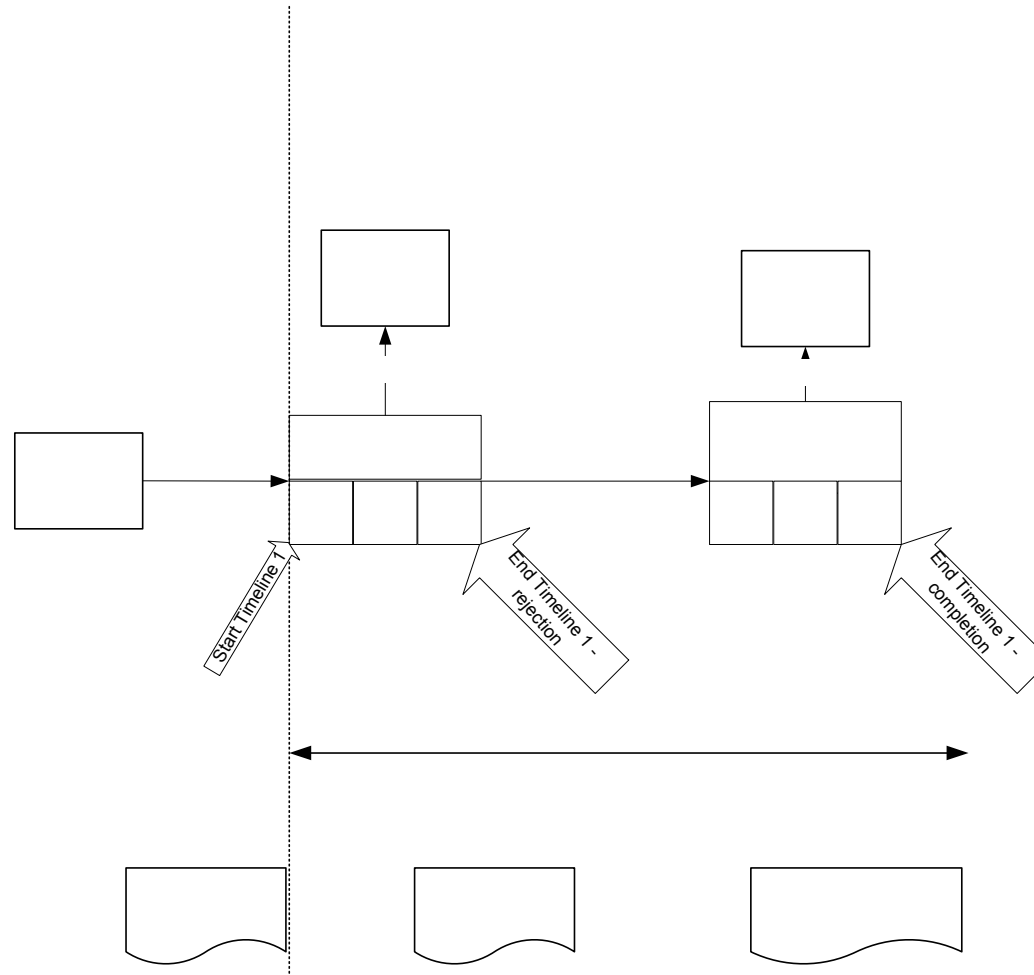 Start Timeline 1
End Timeline 1 -
rejection
End Timeline 1 -
completion